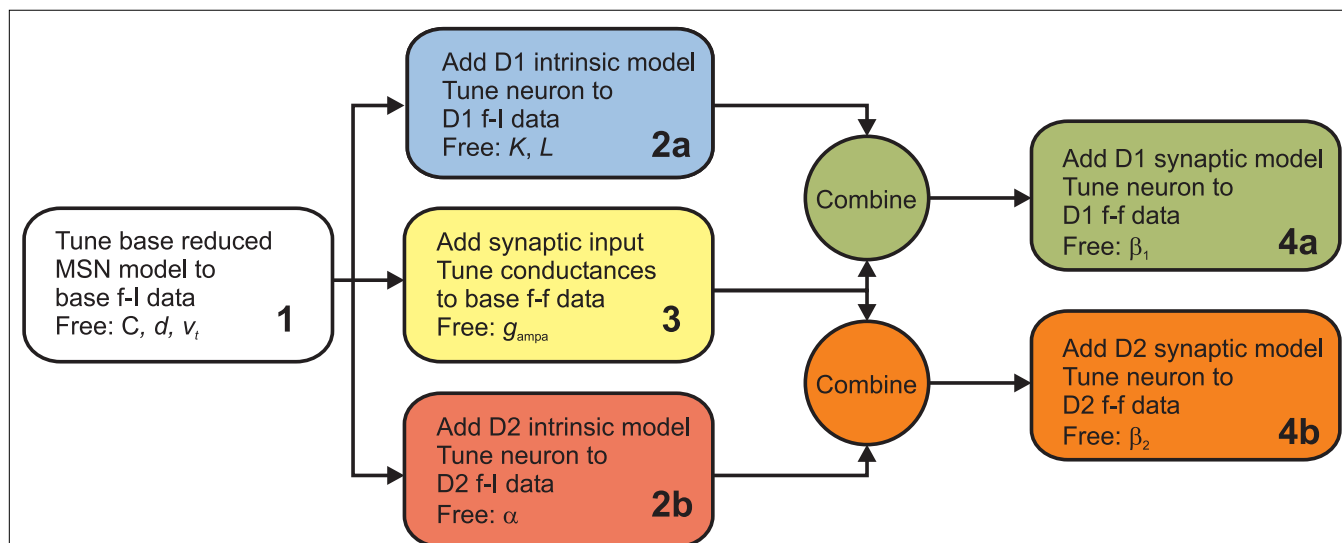 Tune base reduced
MSN model to
base f-I data
Free: C, d, vₜ
1
Add D1 intrinsic model
Tune neuron to
D1 f-I data
Free: K, L
2a
Add synaptic input
Tune conductances
to base f-f data
Free: g_ampa
3
Add D2 intrinsic model
Tune neuron to
D2 f-I data
Free: α
2b
Combine
Combine
Add D1 synaptic model
Tune neuron to
D1 f-f data
Free: β₁
4a
Add D2 synaptic model
Tune neuron to
D2 f-f data
Free: β₂
4b